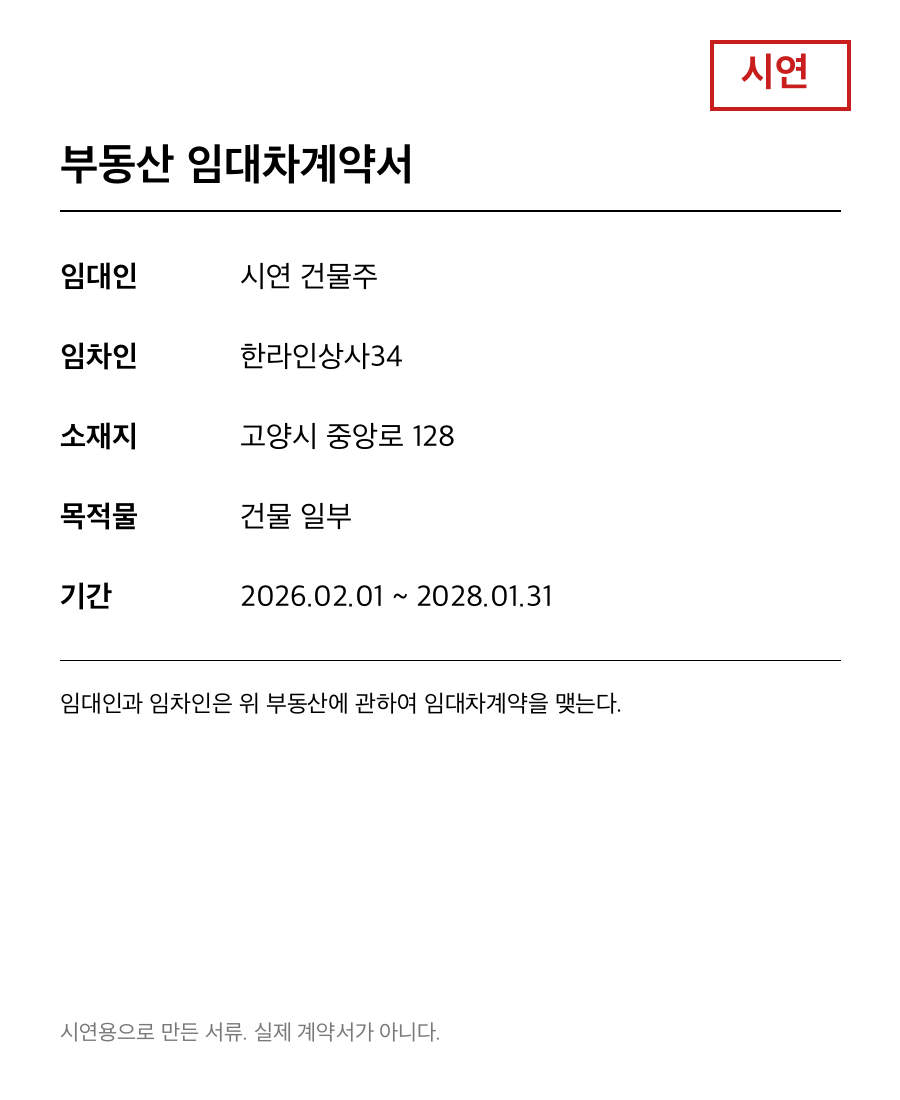 시연
부동산 임대차계약서
임대인 시연 건물주
임차인 한라인상사34
소재지 고양시 중앙로 128
목적물 건물 일부
기간 2026.02.01 ~ 2028.01.31
임대인과 임차인은 위 부동산에 관하여 임대차계약을 맺는다.
시연용으로 만든 서류. 실제 계약서가 아니다.